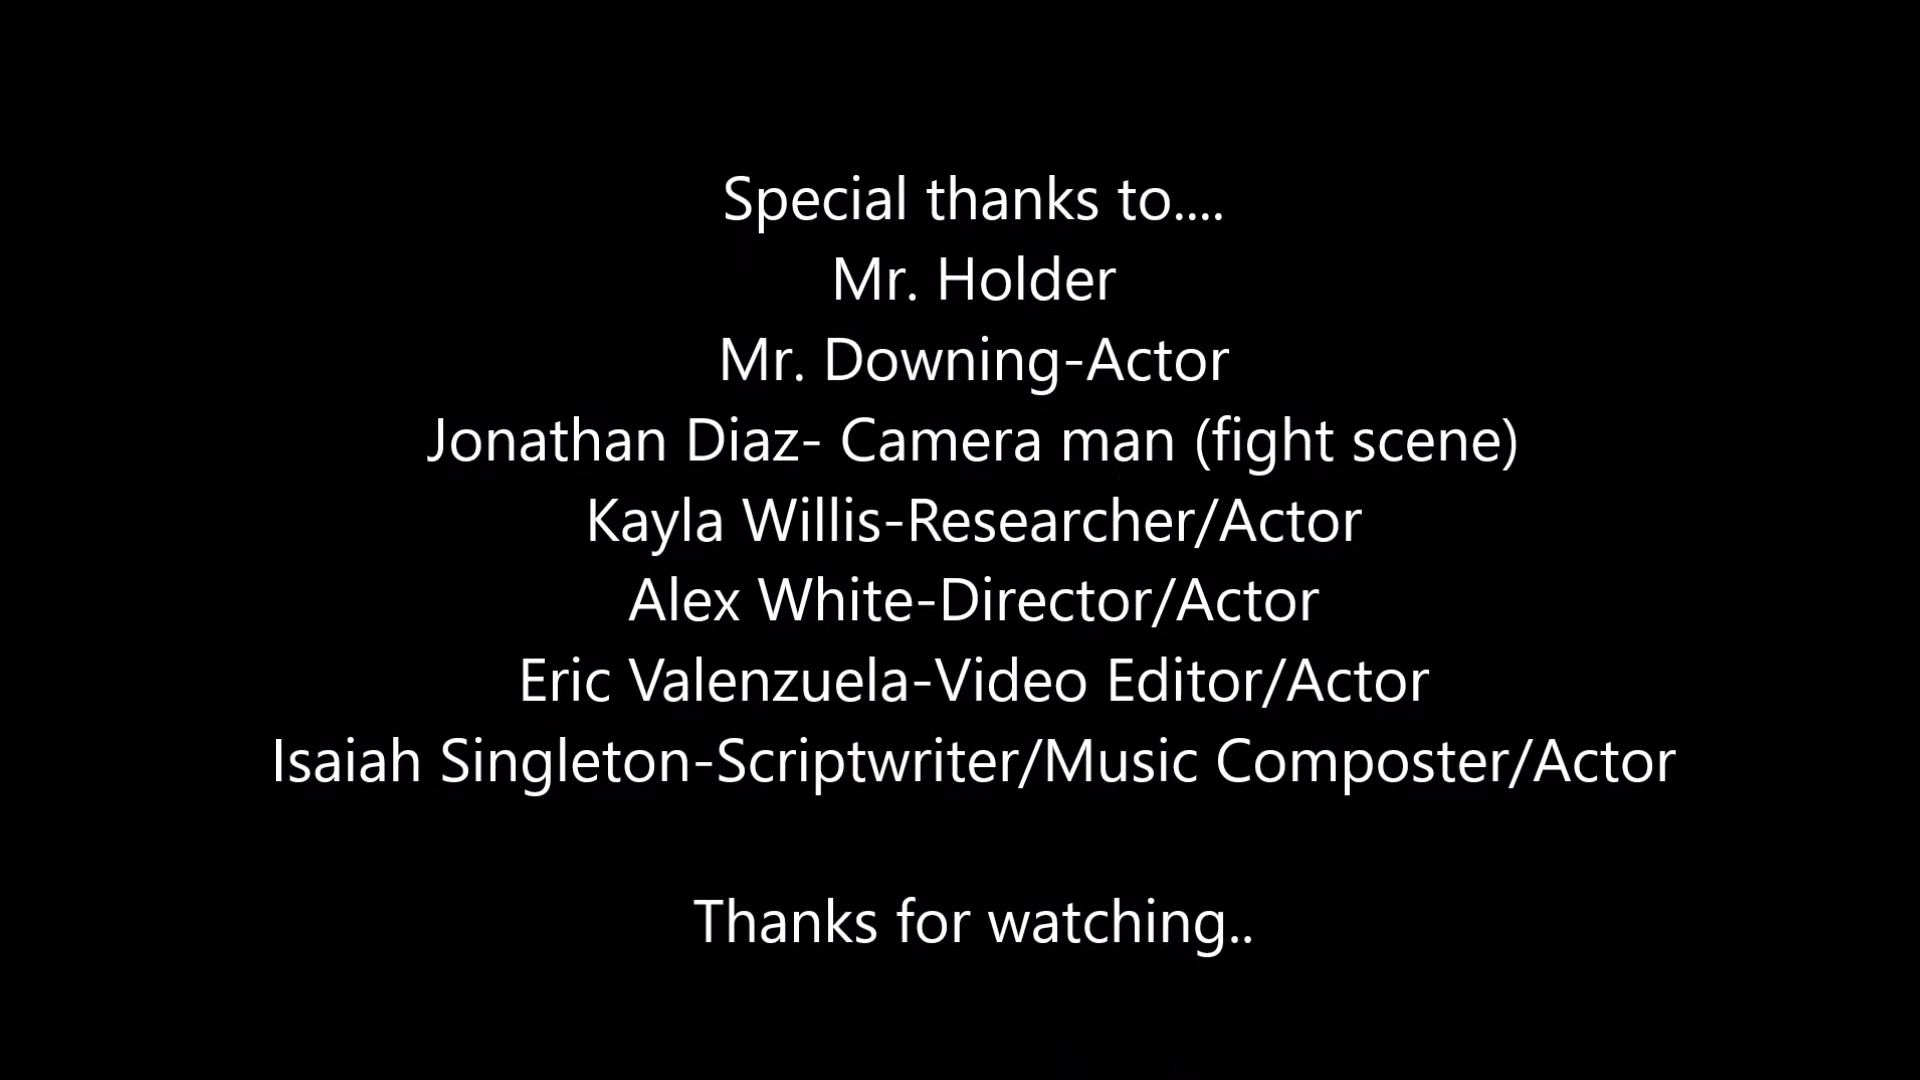 Special thanks to....
Mr. Holder
Mr. Downing-Actor
Jonathan Diaz- Camera man (fight scene)
Kayla Willis-Researcher/Actor
Alex White-Director/Actor
Eric Valenzuela-Video Editor/Actor
Isaiah Singleton-Scriptwriter/Music Composter/Actor
Thanks for watching..